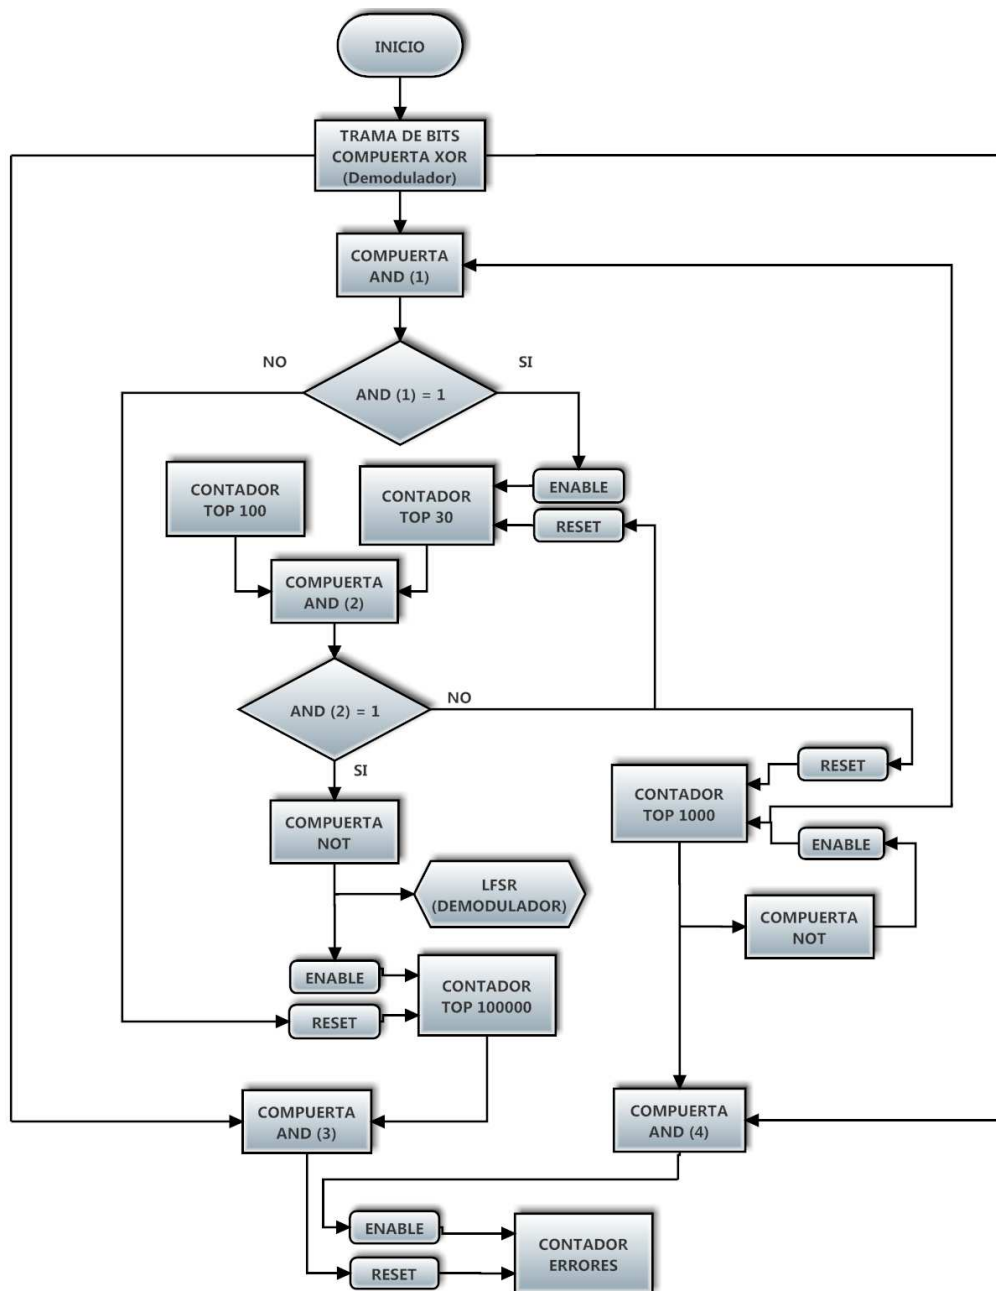 INICIO
TRAMA DE BITS
COMPUERTA XOR
(Demodulador)
COMPUERTA
AND (1)
NO
SI
AND (1) = 1
CONTADOR
TOP 100
CONTADOR
TOP 30
ENABLE
RESET
COMPUERTA
AND (2)
AND (2) = 1
NO
SI
RESET
CONTADOR
TOP 1000
ENABLE
COMPUERTA
NOT
LFSR
(DEMODULADOR)
COMPUERTA
NOT
ENABLE
RESET
CONTADOR
TOP 100000
COMPUERTA
AND (3)
COMPUERTA
AND (4)
ENABLE
RESET
CONTADOR
ERRORES